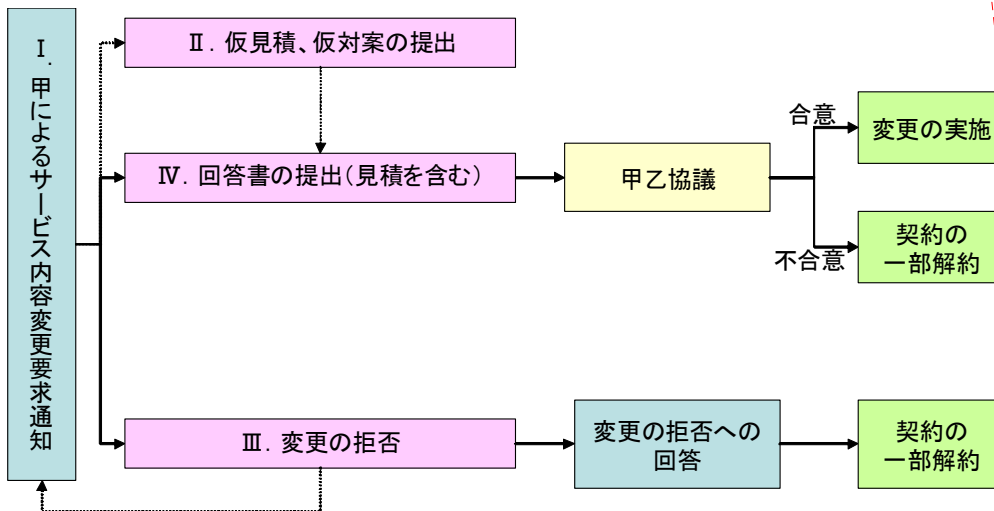 Ⅰ．甲によるサービス内容変更要求通知
Ⅱ．仮見積、仮対案の提出
Ⅳ．回答書の提出（見積を含む）
甲乙協議
合意
変更の実施
不合意
契約の
一部解約
Ⅲ．変更の拒否
変更の拒否への
回答
契約の
一部解約